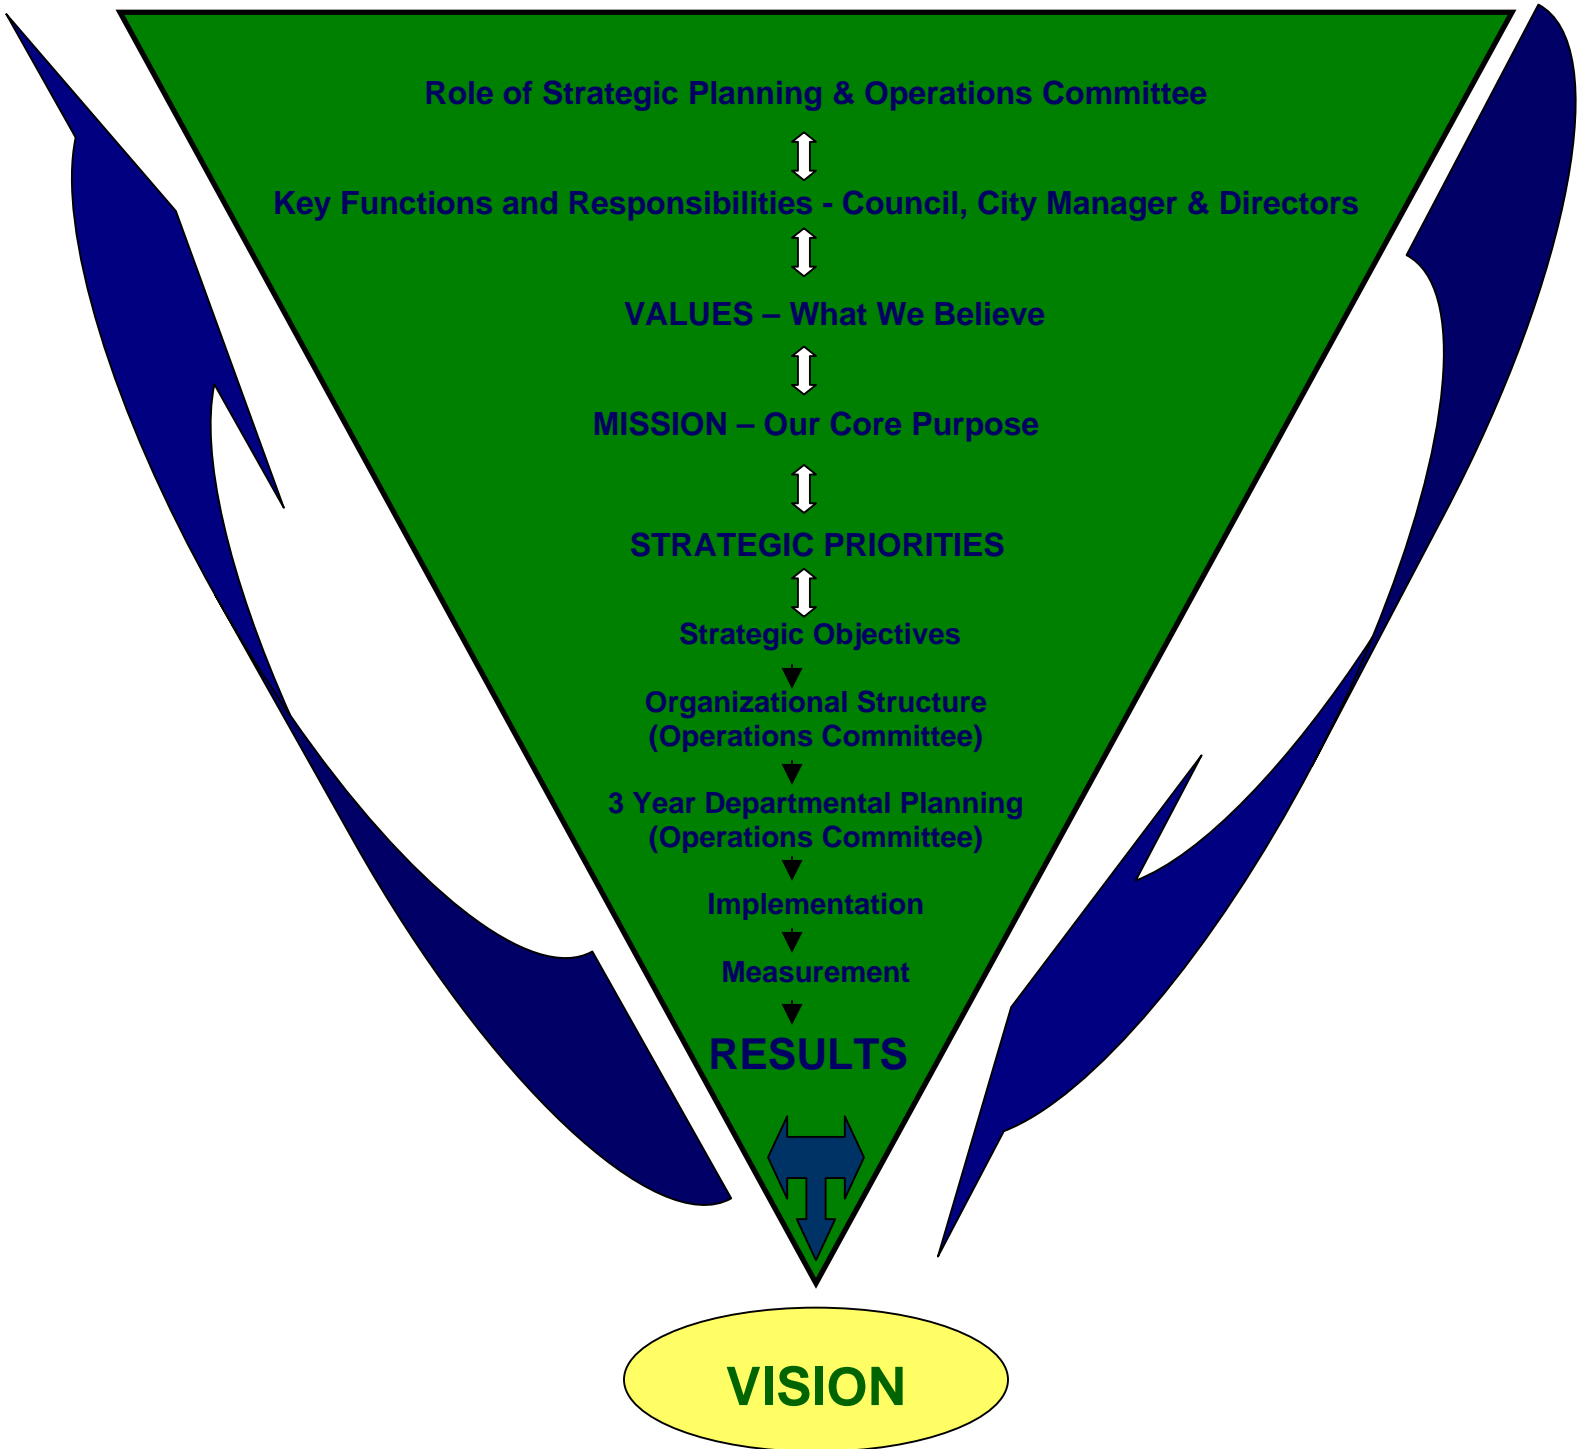 Role of Strategic Planning & Operations Committee
Key Functions and Responsibilities - Council, City Manager & Directors
VALUES – What We Believe
MISSION – Our Core Purpose
STRATEGIC PRIORITIES
Strategic Objectives
Organizational Structure
(Operations Committee)
3 Year Departmental Planning
(Operations Committee)
Implementation
Measurement
RESULTS
VISION